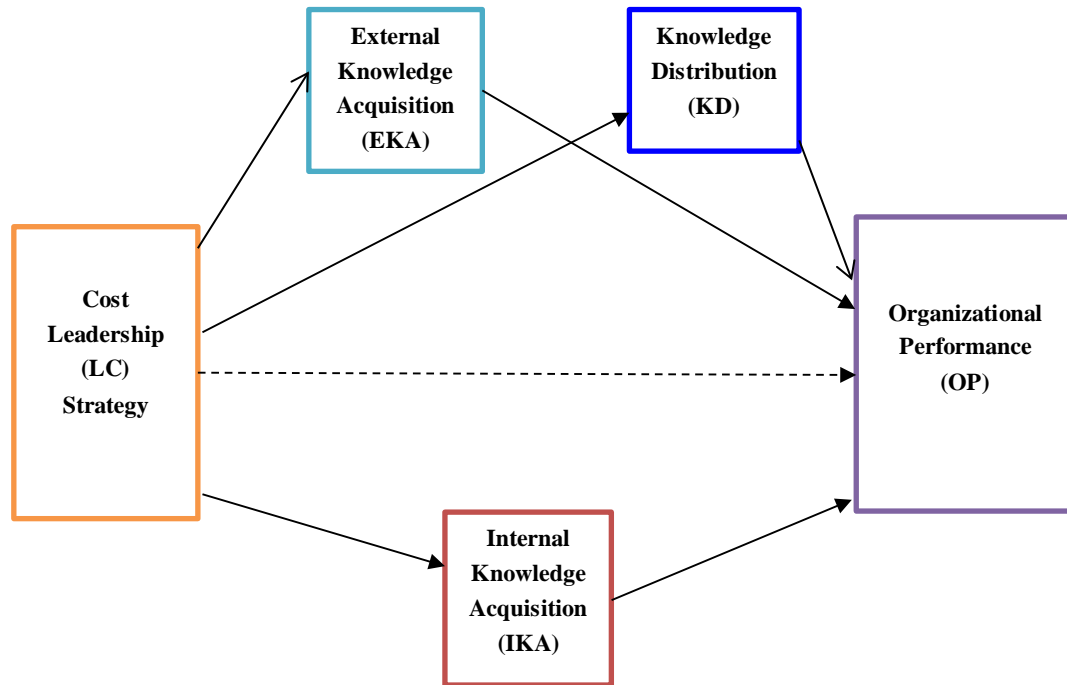 External
Knowledge
Acquisition
(EKA)
Knowledge
Distribution
(KD)
Cost
Leadership
(LC)
Strategy
Organizational
Performance
(OP)
Internal
Knowledge
Acquisition
(IKA)